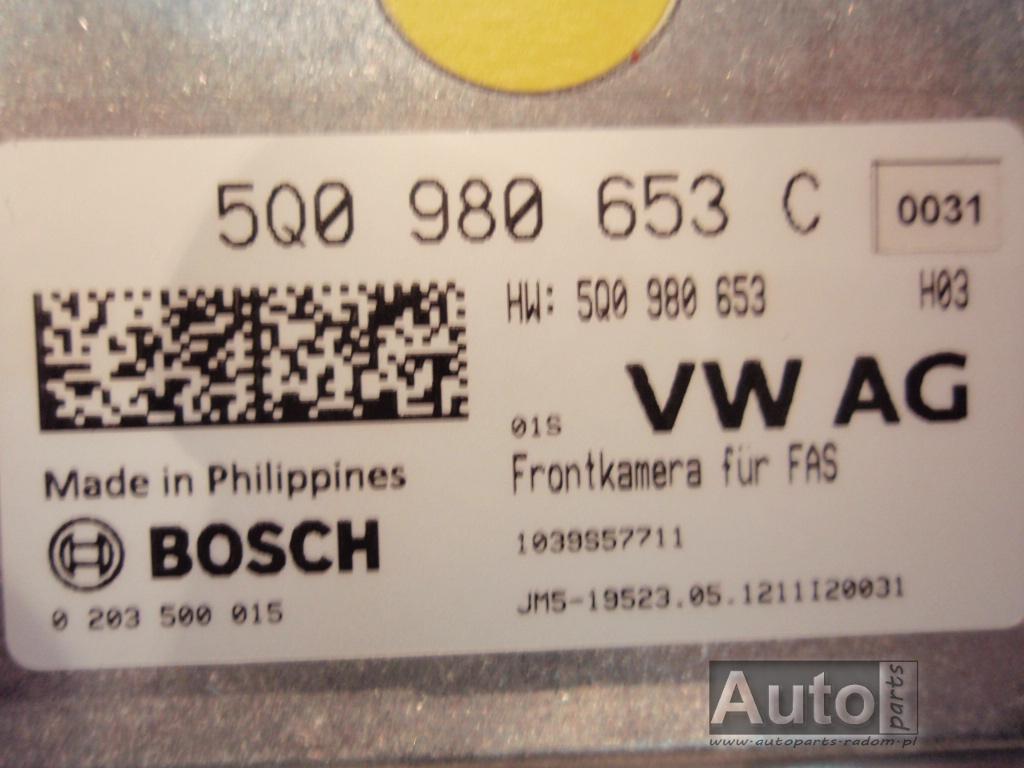 5Q0 980 653 C 0031
HW: 5Q0 980 653 H03
VW AG
01S
Frontkamera für FAS
Made in Philippines
BOSCH
0 203 500 015
1039S57711
JM5-19523.05.1211I20031
Auto parts
www-autoparts-radom-pl